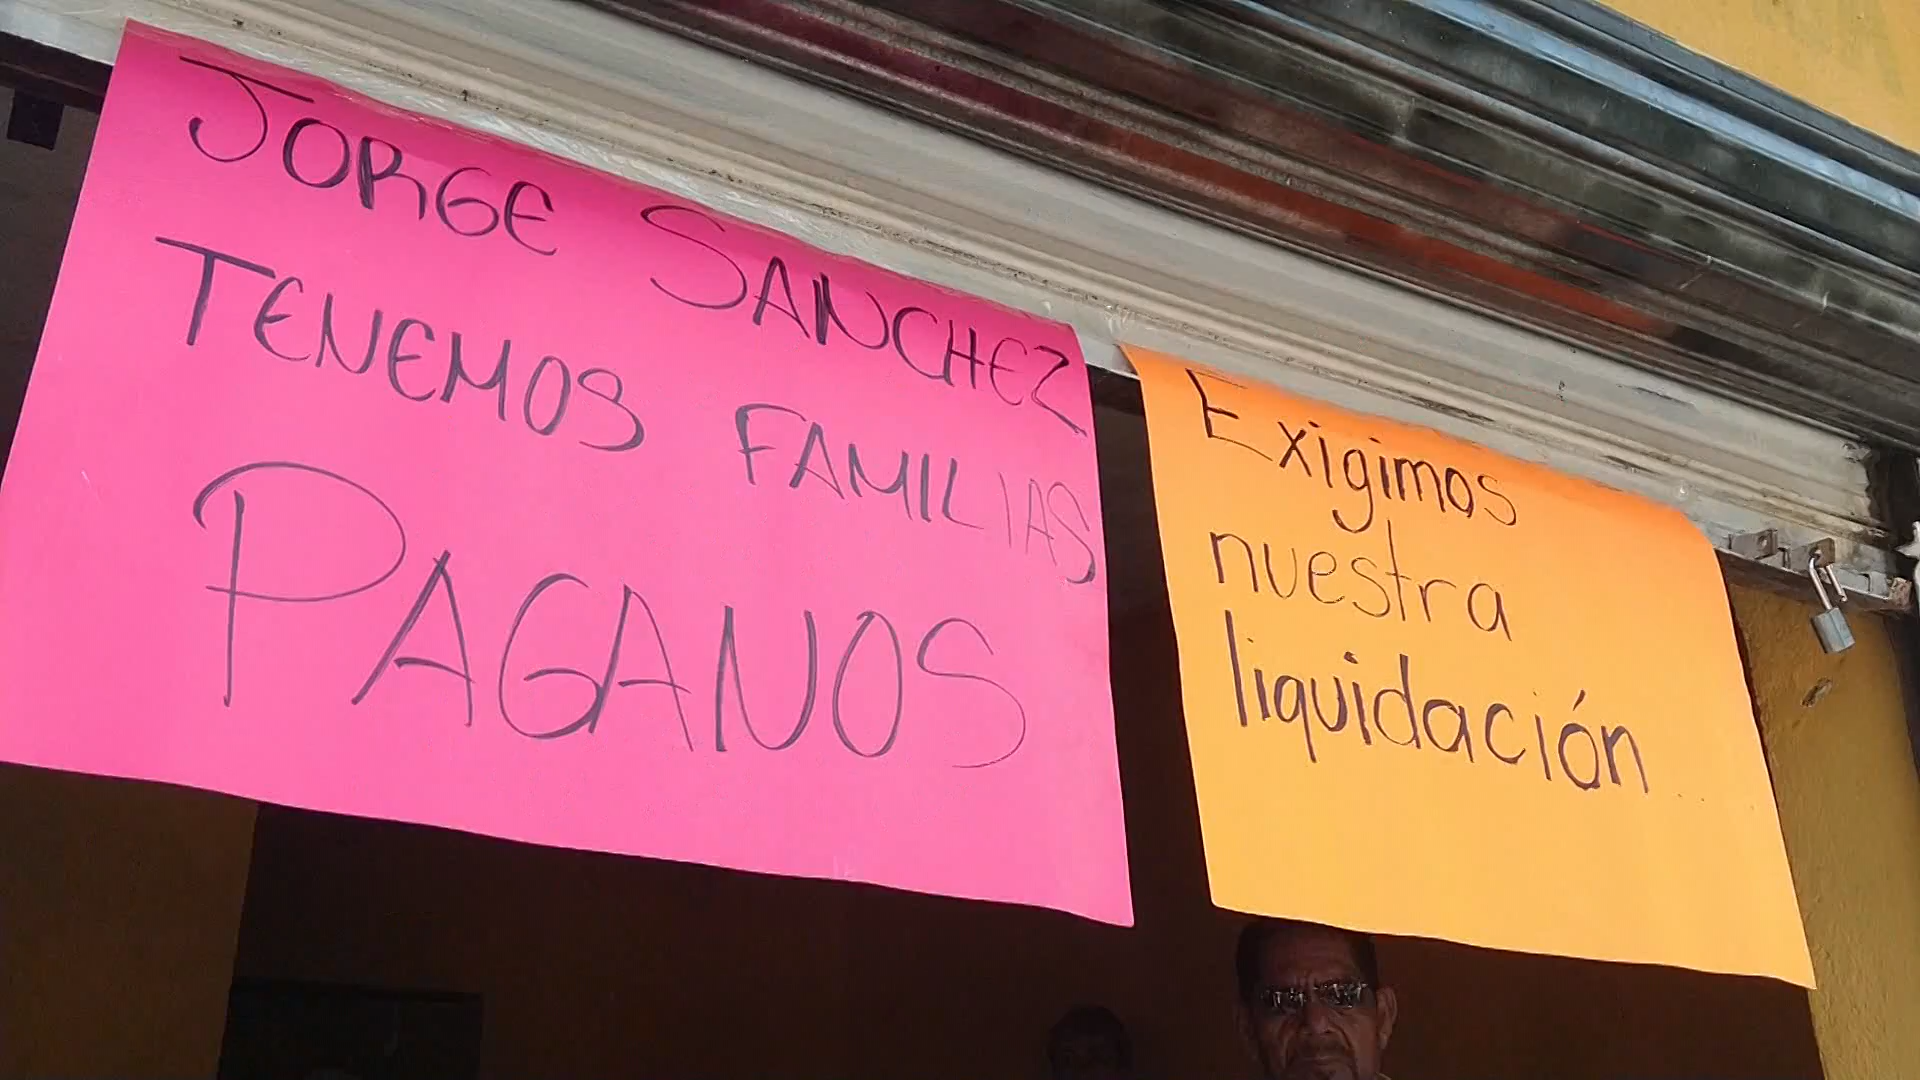 JORGE SANCHEZ
TENEMOS FAMILIAS
PAGANOS
Exigimos
nuestra
liquidación